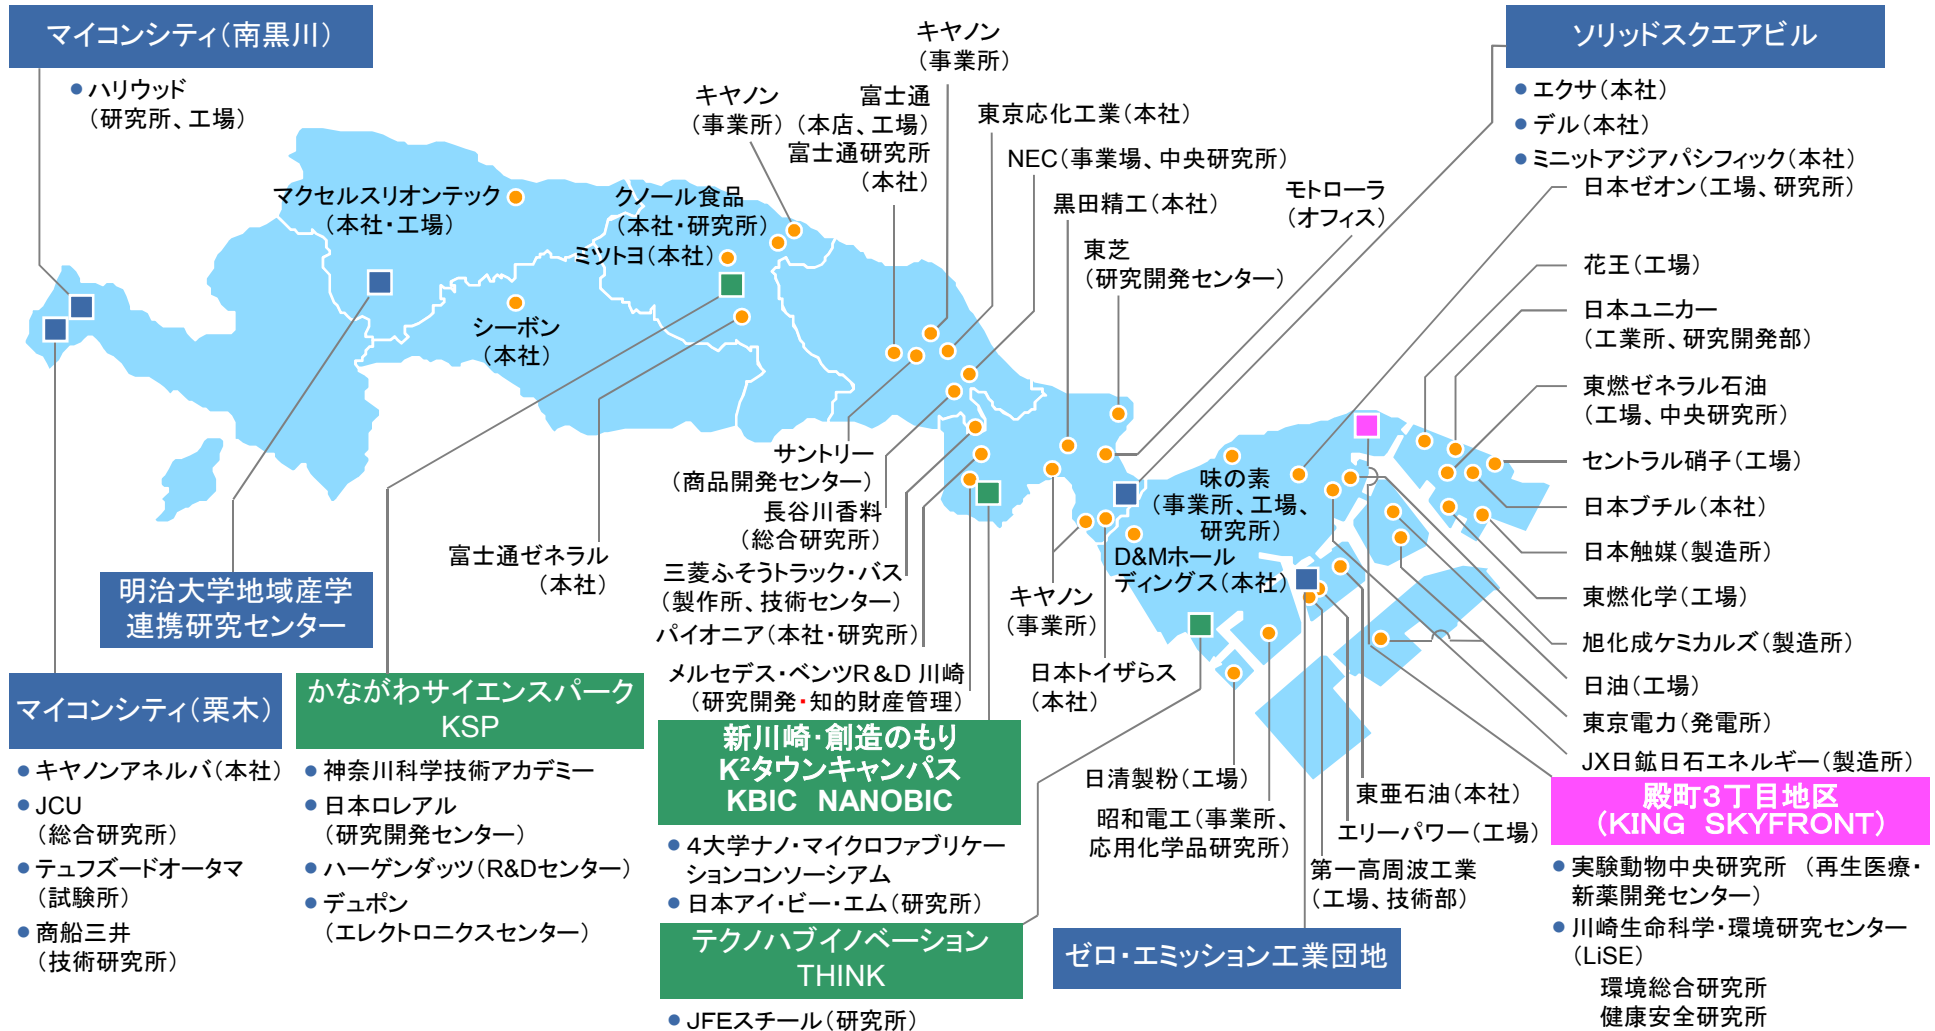 マイコンシティ（南黒川）
● ハリウッド
（研究所、工場）
キヤノン
（事業所）
キヤノン
（事業所）
富士通
（本店、工場）
富士通研究所
（本社）
東京応化工業（本社）
NEC（事業場、中央研究所）
黒田精工（本社）
東芝
（研究開発センター）
モトローラ
（オフィス）
ソリッドスクエアビル
● エクサ（本社）
● デル（本社）
● ミニットアジアパシフィック（本社）
日本ゼオン（工場、研究所）
花王（工場）
日本ユニカー
（工業所、研究開発部）
東燃ゼネラル石油
（工場、中央研究所）
セントラル硝子（工場）
日本ブチル（本社）
日本触媒（製造所）
東燃化学（工場）
旭化成ケミカルズ（製造所）
日油（工場）
東京電力（発電所）
JX日鉱日石エネルギー（製造所）
マクセルスリオンテック
（本社・工場）
クノール食品
（本社・研究所）
ミツトヨ（本社）
シーボン
（本社）
サントリー
（商品開発センター）
長谷川香料
（総合研究所）
三菱ふそうトラック・バス
（製作所、技術センター）
パイオニア（本社・研究所）
メルセデス・ベンツR＆D 川崎
（研究開発・知的財産管理）
富士通ゼネラル
（本社）
味の素
（事業所、工場、
研究所）
D&Mホール
ディングス（本社）
キヤノン
（事業所）
日本トイザらス
（本社）
日清製粉（工場）
昭和電工（事業所、
応用化学品研究所）
東亜石油（本社）
エリーパワー（工場）
第一高周波工業
（工場、技術部）
明治大学地域産学
連携研究センター
マイコンシティ（栗木）
● キヤノンアネルバ（本社）
● JCU
（総合研究所）
● テュフズードオータマ
（試験所）
● 商船三井
（技術研究所）
かながわサイエンスパーク
KSP
● 神奈川科学技術アカデミー
● 日本ロレアル
（研究開発センター）
● ハーゲンダッツ（R&Dセンター）
● デュポン
（エレクトロニクスセンター）
新川崎・創造のもり
K²タウンキャンパス
KBIC NANOBIC
● 4大学ナノ・マイクロファブリケー
ションコンソーシアム
● 日本アイ・ビー・エム（研究所）
テクノハブイノベーション
THINK
● JFEスチール（研究所）
ゼロ・エミッション工業団地
殿町3丁目地区
（KING SKYFRONT）
● 実験動物中央研究所 （再生医療・
新薬開発センター）
● 川崎生命科学・環境研究センター
（LiSE）
環境総合研究所
健康安全研究所